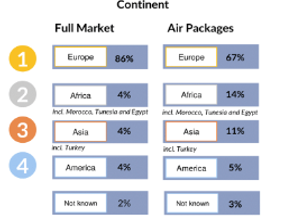 Continent
Full Market Air Packages
1 Europe 86% Europe 67%
2 Africa 4% Africa 14%
Incl. Morocco, Tunesia and Egypt incl. Morocco, Tunesia and Egypt
3 Asia 4% Asia 11%
incl. Turkey incl. Turkey
4 America 4% America 5%
Not known 2% Not known 3%